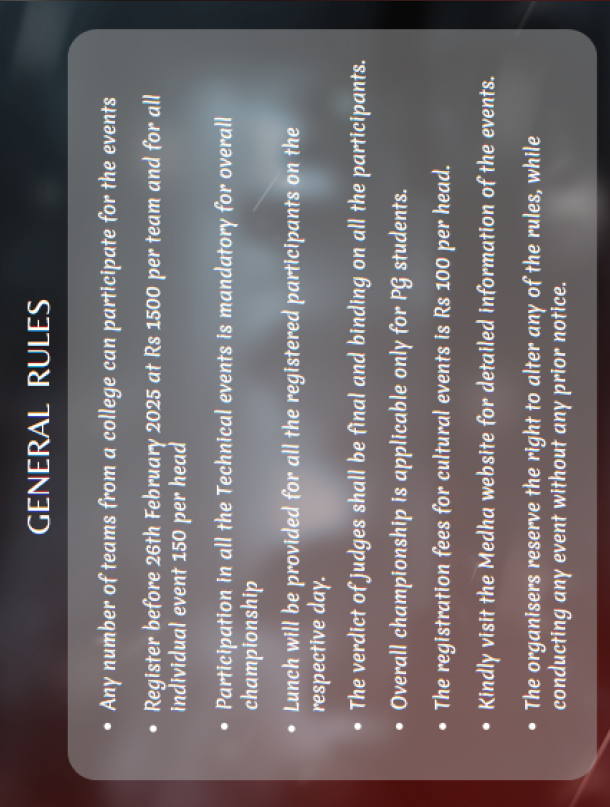 GENERAL RULES
• Any number of teams from a college can participate for the events
• Register before 26th February 2025 at Rs 1500 per team and for all
individual event 150 per head
• Participation in all the Technical events is mandatory for overall
championship
• Lunch will be provided for all the registered participants on the
respective day.
• The verdict of judges shall be final and binding on all the participants.
• Overall championship is applicable only for PG students.
• The registration fees for cultural events is Rs 100 per head.
• Kindly visit the Medha website for detailed information of the events.
• The organisers reserve the right to alter any of the rules, while
conducting any event without any prior notice.